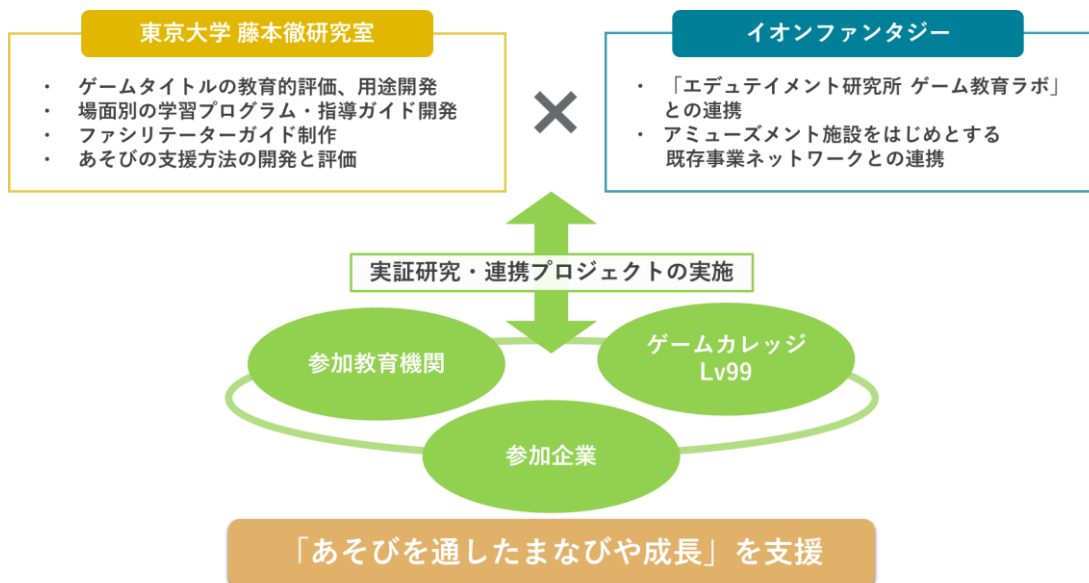 東京大学 藤本徹研究室
・ ゲームタイトルの教育的評価、用途開発
・ 場面別の学習プログラム・指導ガイド開発
・ ファシリテーターガイド制作
・ あそびの支援方法の開発と評価
×
イオンファンタジー
・ 「エデュテイメント研究所 ゲーム教育ラボ」
との連携
・ アミューズメント施設をはじめとする
既存事業ネットワークとの連携
実証研究・連携プロジェクトの実施
参加教育機関
ゲームカレッジ
Lv99
参加企業
「あそびを通したまなびや成長」を支援